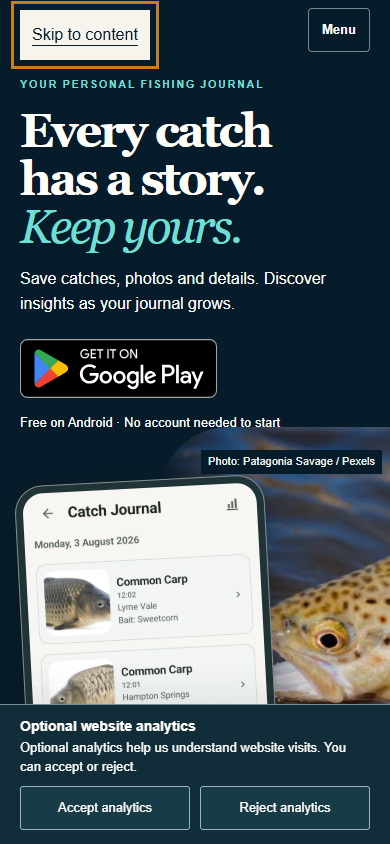 Skip to content
Menu
YOUR PERSONAL FISHING JOURNAL
Every catch
has a story.
Keep yours.
Save catches, photos and details. Discover
insights as your journal grows.
GET IT ON
Google Play
Free on Android · No account needed to start
Photo: Patagonia Savage / Pexels
Catch Journal
Monday, 3 August 2026
Common Carp
12:02
Lyme Vale
Bait: Sweetcorn
Common Carp
12:01
Hampton Springs
Optional website analytics
Optional analytics help us understand website visits. You
can accept or reject.
Accept analytics
Reject analytics